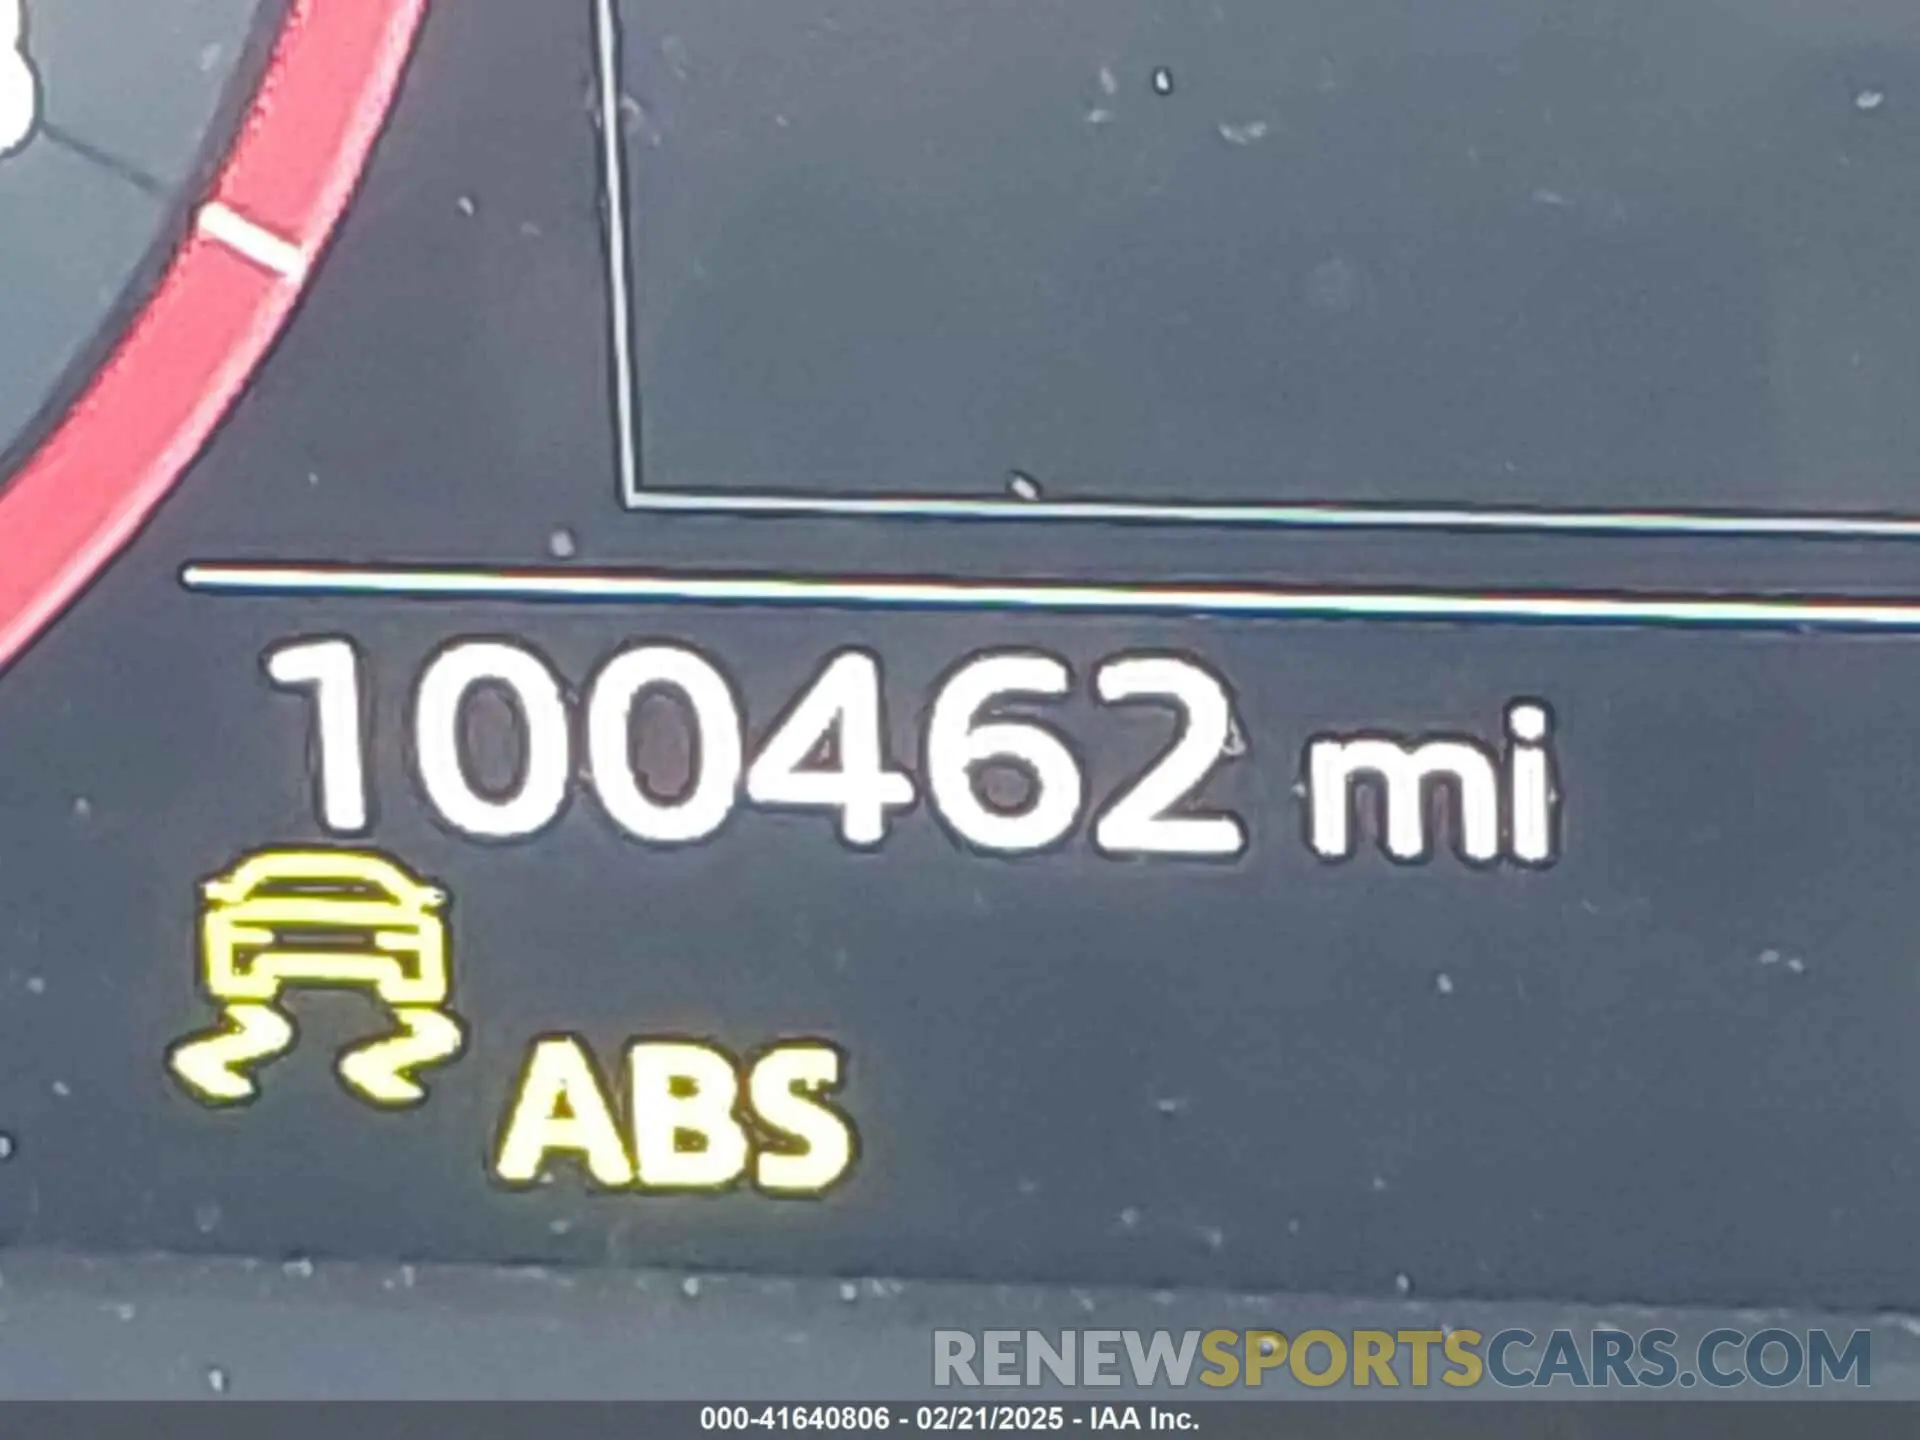 100462 mi
ABS
RENEWSPORTSCARS.COM
000-41640806 - 02/21/2025 - IAA Inc.